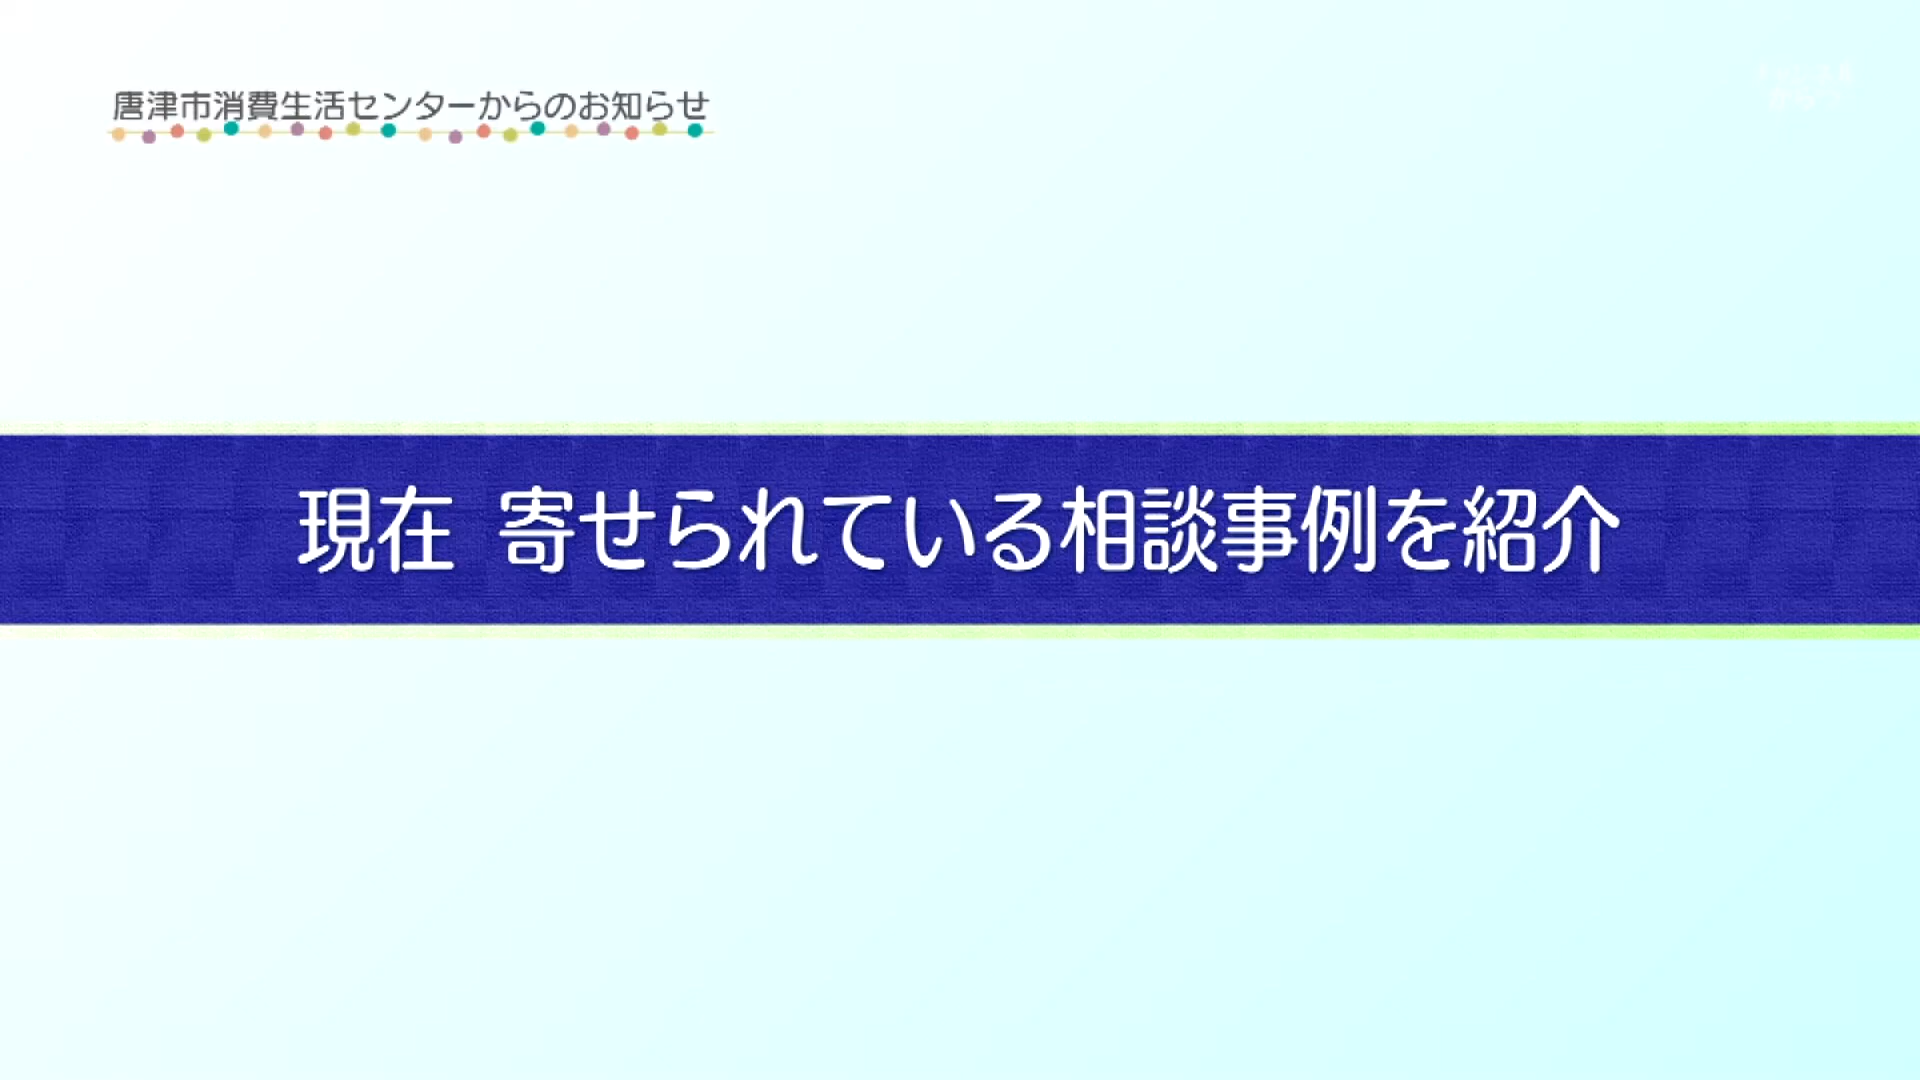 唐津市消費生活センターからのお知らせ
現在 寄せられている相談事例を紹介